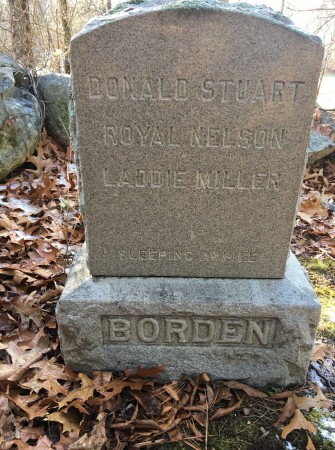 DONALD STUART
ROYAL NELSON
LADDIE MILLER
SLEEPING AWHILE
BORDEN